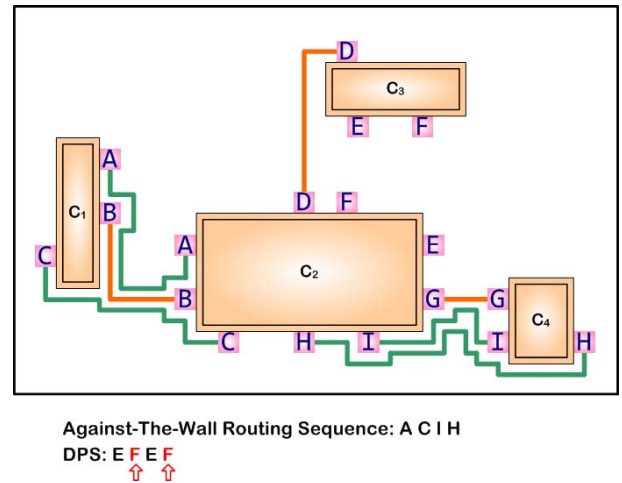 D
C₃
E F
A
C₁
B
D F
C
A
E
C₂
B
G G
C₄
C H I I H
Against-The-Wall Routing Sequence: A C I H
DPS: E F E F